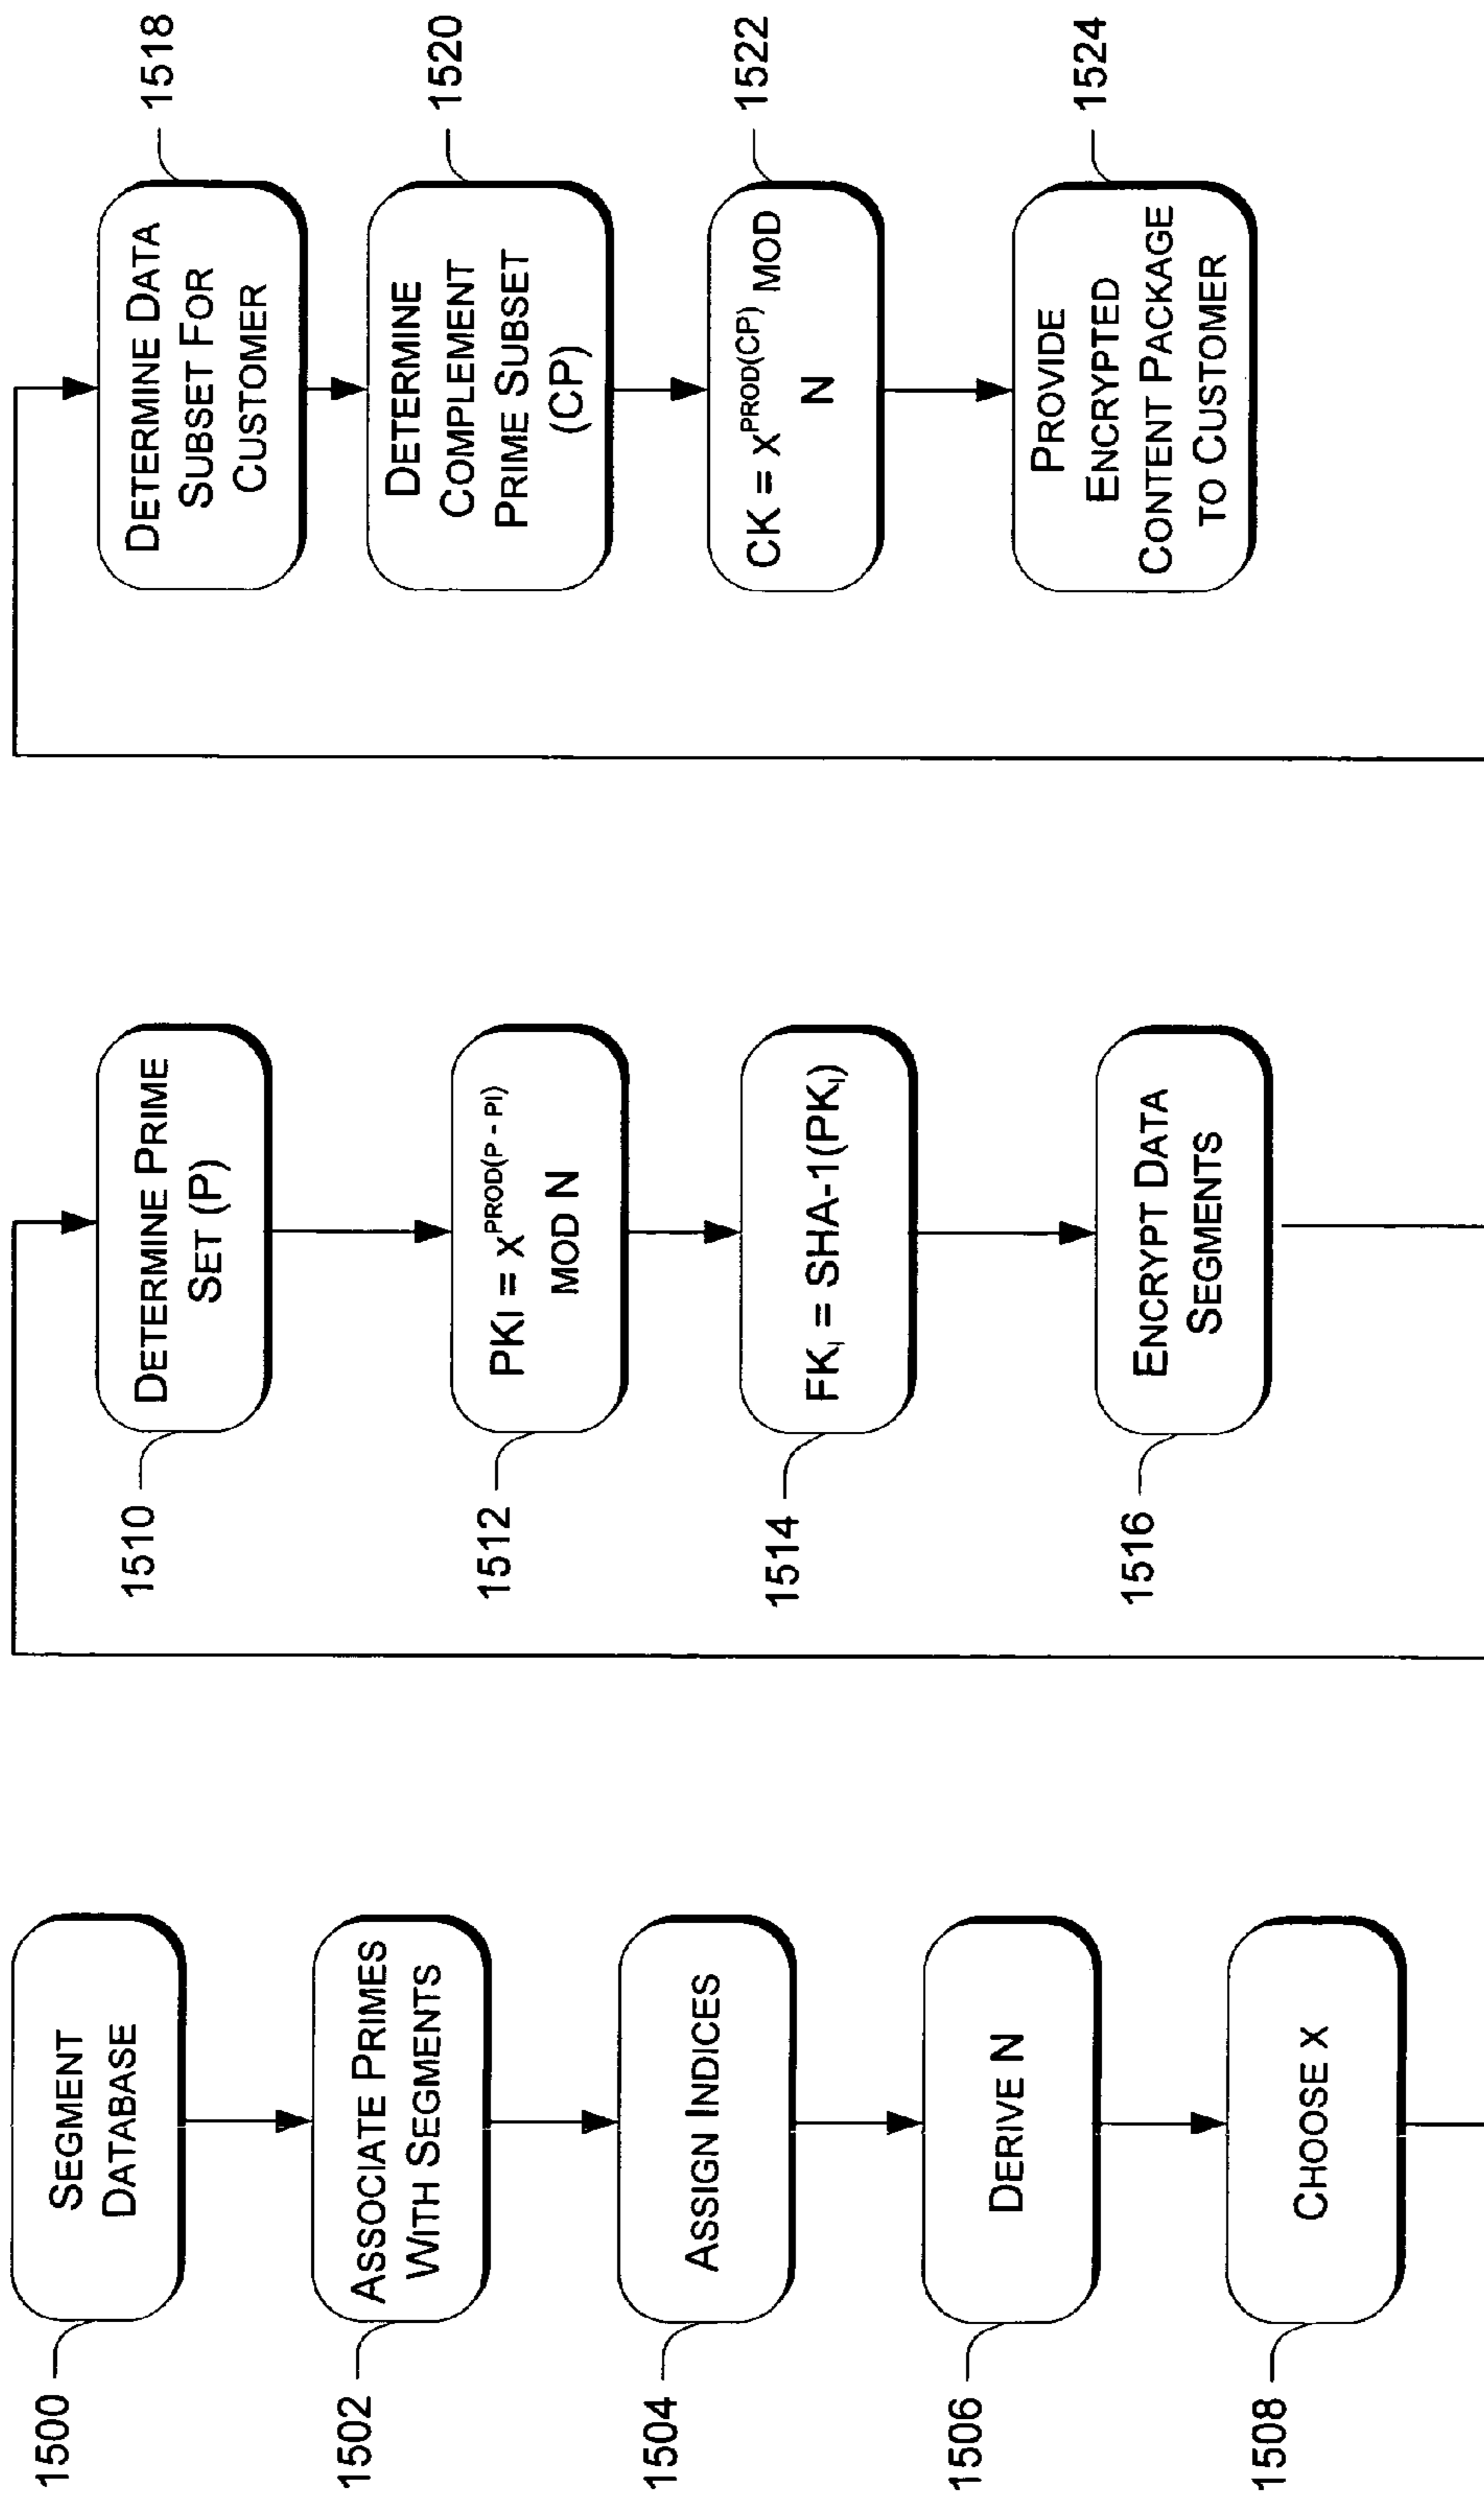 1500
SEGMENT
DATABASE
1502
ASSOCIATE PRIMES
WITH SEGMENTS
1504
ASSIGN INDICES
1506
DERIVE N
1508
CHOOSE X
1510
DETERMINE PRIME
SET (P)
1512
PKI = X^PROD(P - PI)
MOD N
1514
FKI = SHA-1(PKI)
1516
ENCRYPT DATA
SEGMENTS
1518
DETERMINE DATA
SUBSET FOR
CUSTOMER
1520
DETERMINE
COMPLEMENT
PRIME SUBSET
(CP)
1522
CK = X^PROD(CP) MOD
N
1524
PROVIDE
ENCRYPTED
CONTENT PACKAGE
TO CUSTOMER